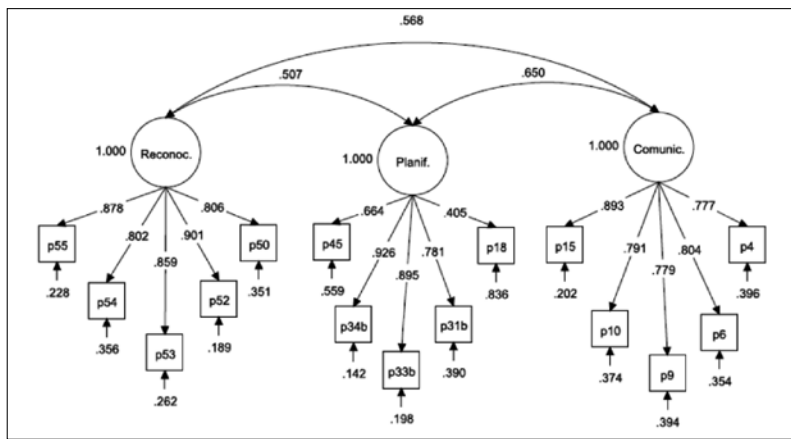 .568
.507
.650
1.000
Reconoc.
1.000
Planif.
1.000
Comunic.
.878
.802
.859
.901
.806
.664
.926
.895
.781
.405
.893
.791
.779
.804
.777
p55
p54
p53
p52
p50
p45
p34b
p33b
p31b
p18
p15
p10
p9
p6
p4
.228
.356
.262
.189
.351
.559
.142
.198
.390
.836
.202
.374
.394
.354
.396